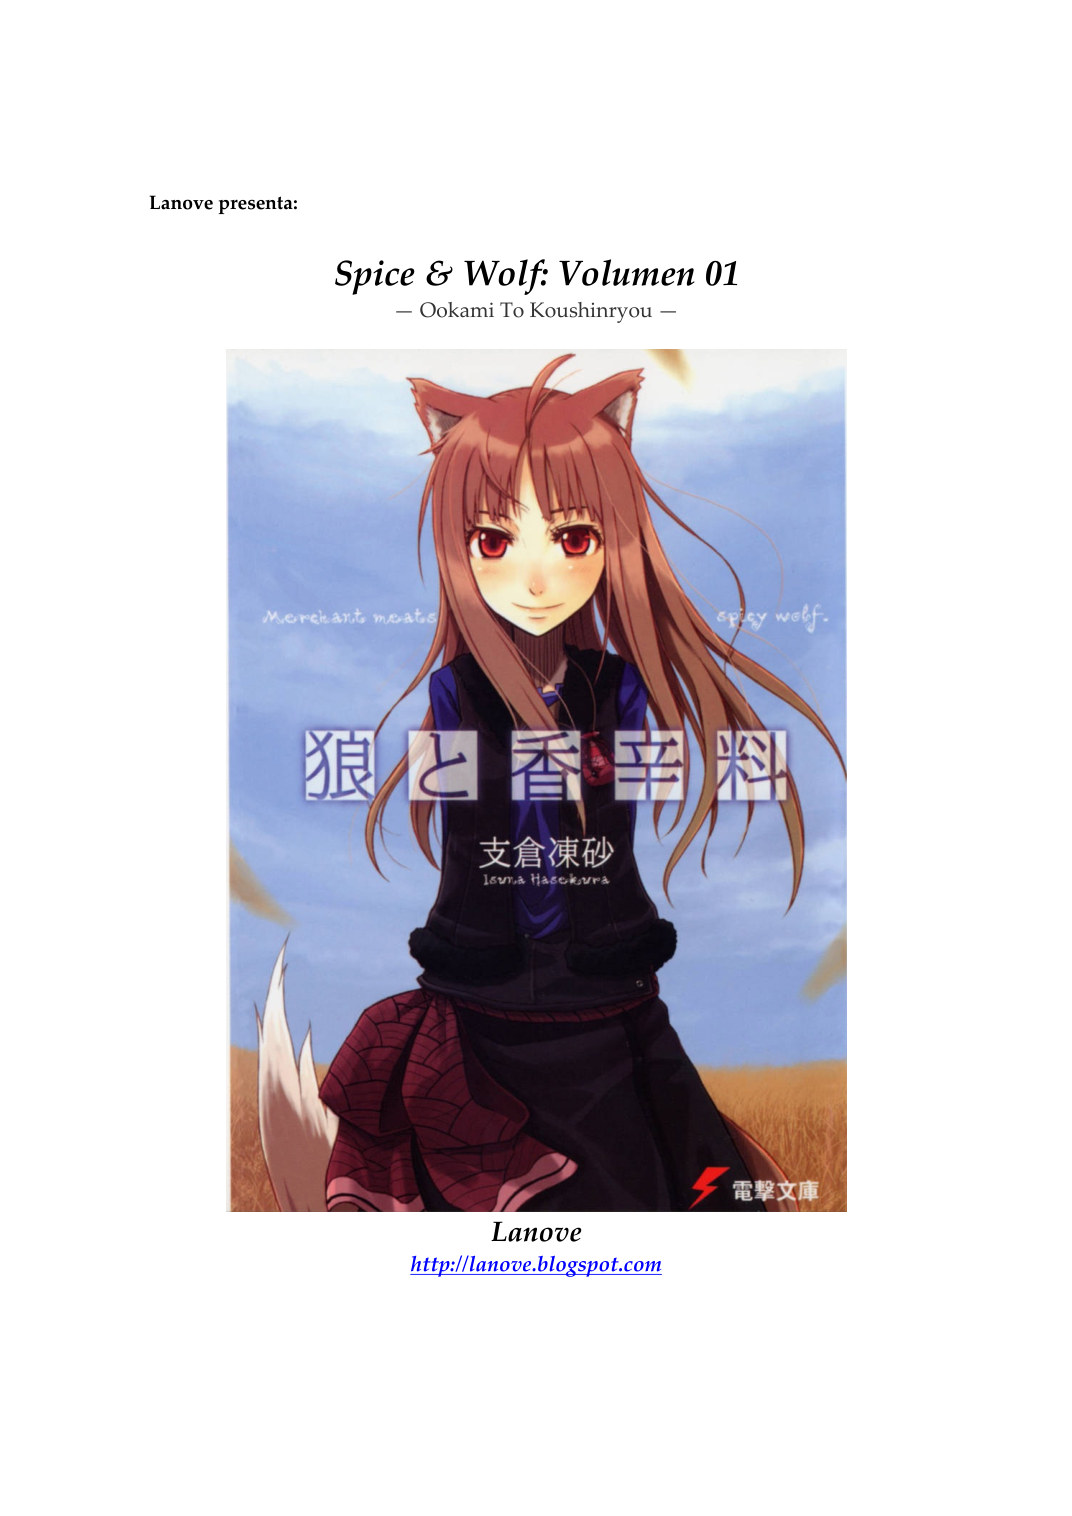 Lanove presenta:
Spice & Wolf: Volumen 01
— Ookami To Koushinryou —
Merchant meats spicy wolf.
狼と香辛料
支倉凍砂
Isuna Hasekura
電撃文庫
Lanove
http://lanove.blogspot.com